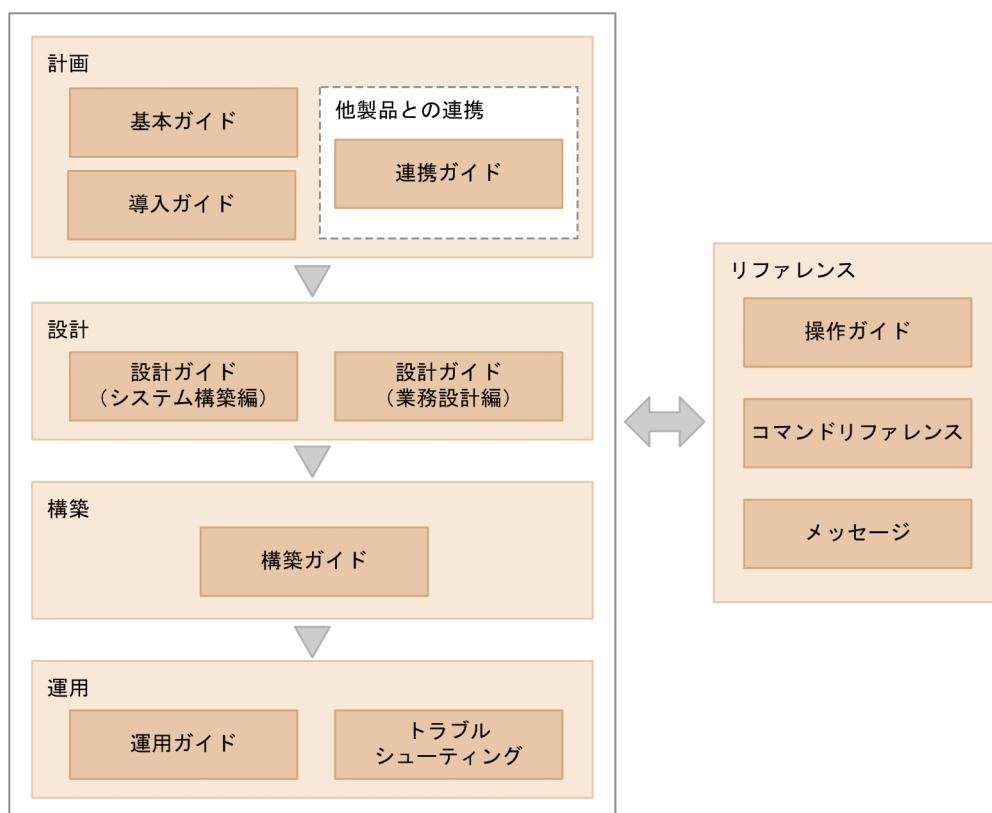 計画
基本ガイド
導入ガイド
他製品との連携
連携ガイド
設計
設計ガイド
（システム構築編）
設計ガイド
（業務設計編）
構築
構築ガイド
運用
運用ガイド
トラブル
シューティング
リファレンス
操作ガイド
コマンドリファレンス
メッセージ